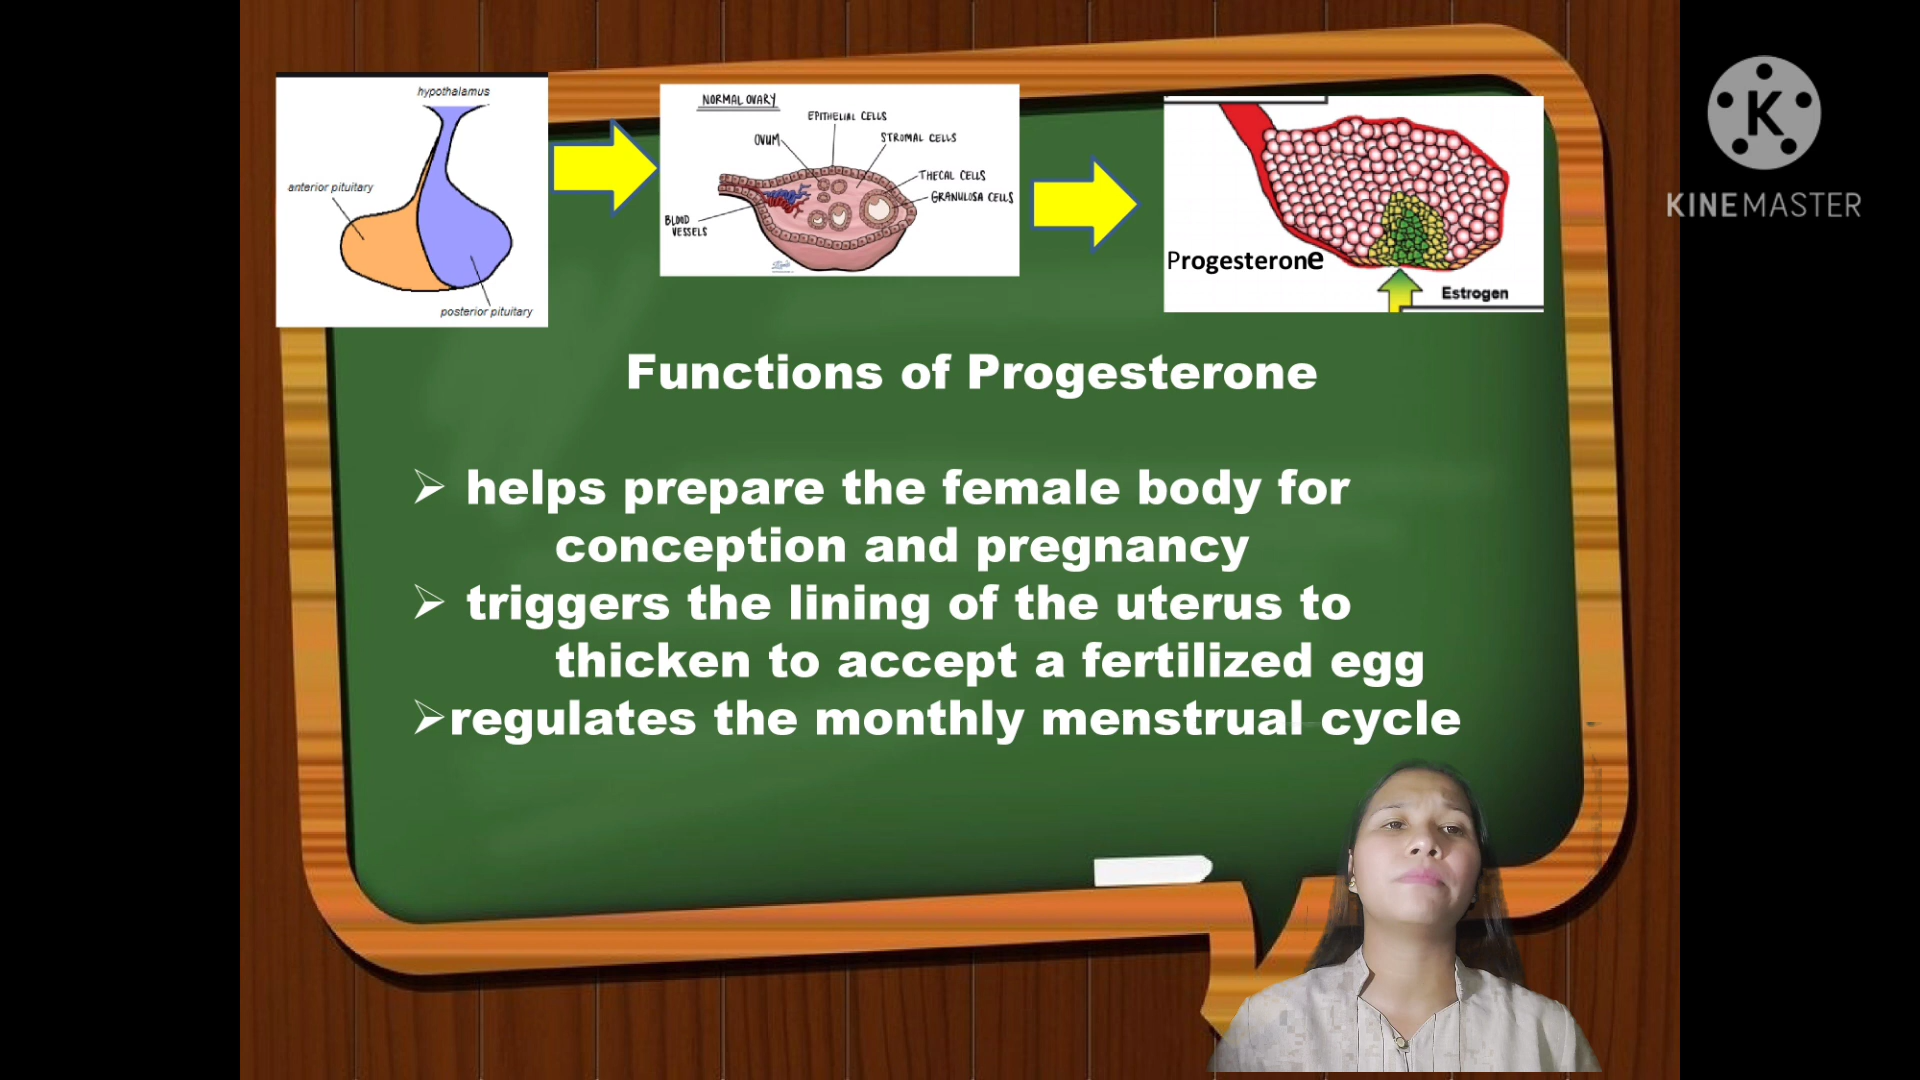 hypothalamus
anterior pituitary
posterior pituitary
NORMAL OVARY
EPITHELIAL CELLS
OVUM
STROMAL CELLS
THECAL CELLS
GRANULOSA CELLS
BLOOD
VESSELS
Progesterone
Estrogen
K
KINEMASTER
Functions of Progesterone
➢ helps prepare the female body for
conception and pregnancy
➢ triggers the lining of the uterus to
thicken to accept a fertilized egg
➢regulates the monthly menstrual cycle